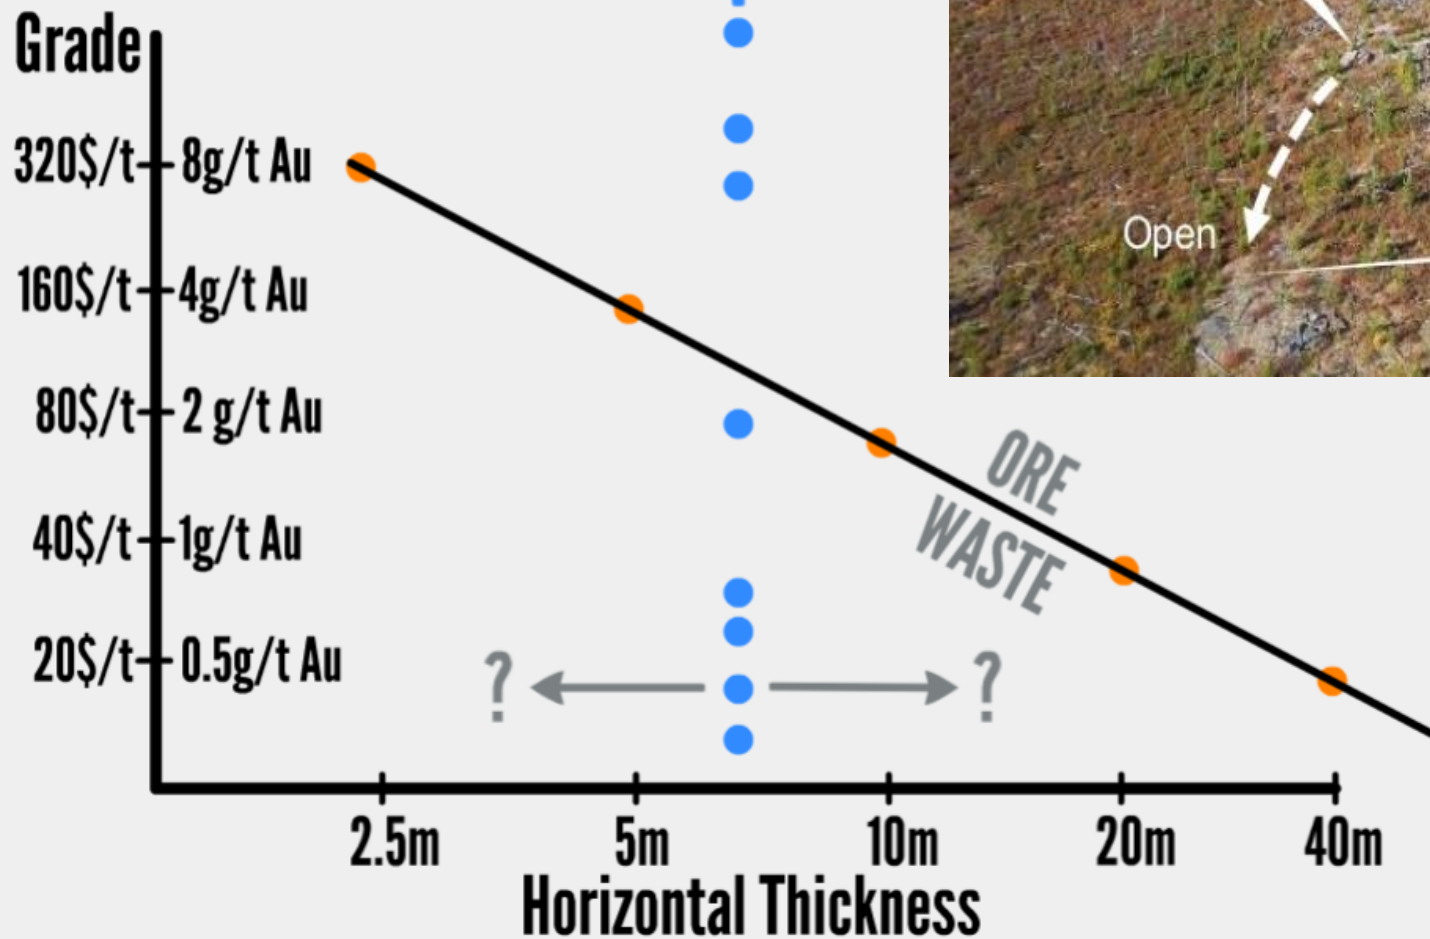 Grade
320$/t 8g/t Au
160$/t 4g/t Au
80$/t 2 g/t Au
40$/t 1g/t Au
20$/t 0.5g/t Au
Open
ORE
WASTE
? ?
2.5m 5m 10m 20m 40m
Horizontal Thickness